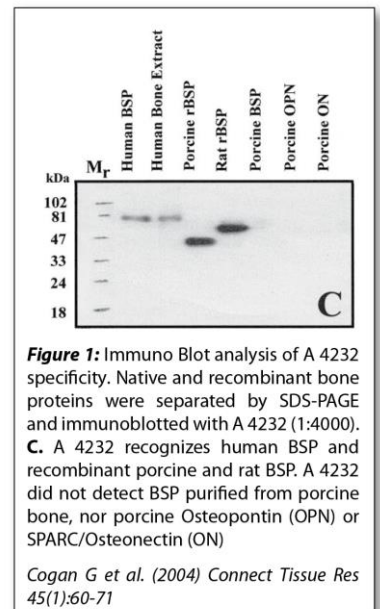 Human BSP
Human Bone Extract
Porcine rBSP
Rat rBSP
Porcine BSP
Porcine OPN
Porcine ON
kDa
Mr
102
81
47
33
24
18
C
Figure 1: Immuno Blot analysis of A 4232
specificity. Native and recombinant bone
proteins were separated by SDS-PAGE
and immunoblotted with A 4232 (1:4000).
C. A 4232 recognizes human BSP and
recombinant porcine and rat BSP. A 4232
did not detect BSP purified from porcine
bone, nor porcine Osteopontin (OPN) or
SPARC/Osteonectin (ON)
Cogan G et al. (2004) Connect Tissue Res
45(1):60-71